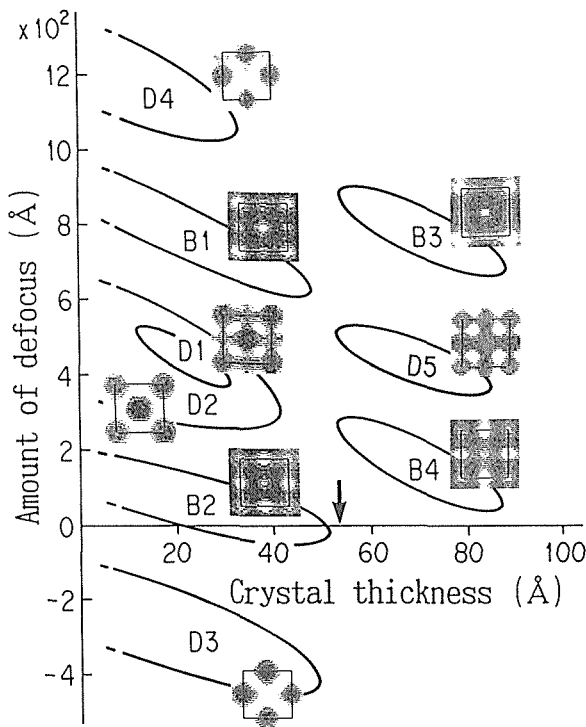 ×10²
12
10
8
6
4
2
0
-2
-4
Amount of defocus (Å)
D4
B1
B3
D1
D5
D2
B2
B4
20
40
60
80
100
Crystal thickness (Å)
D3